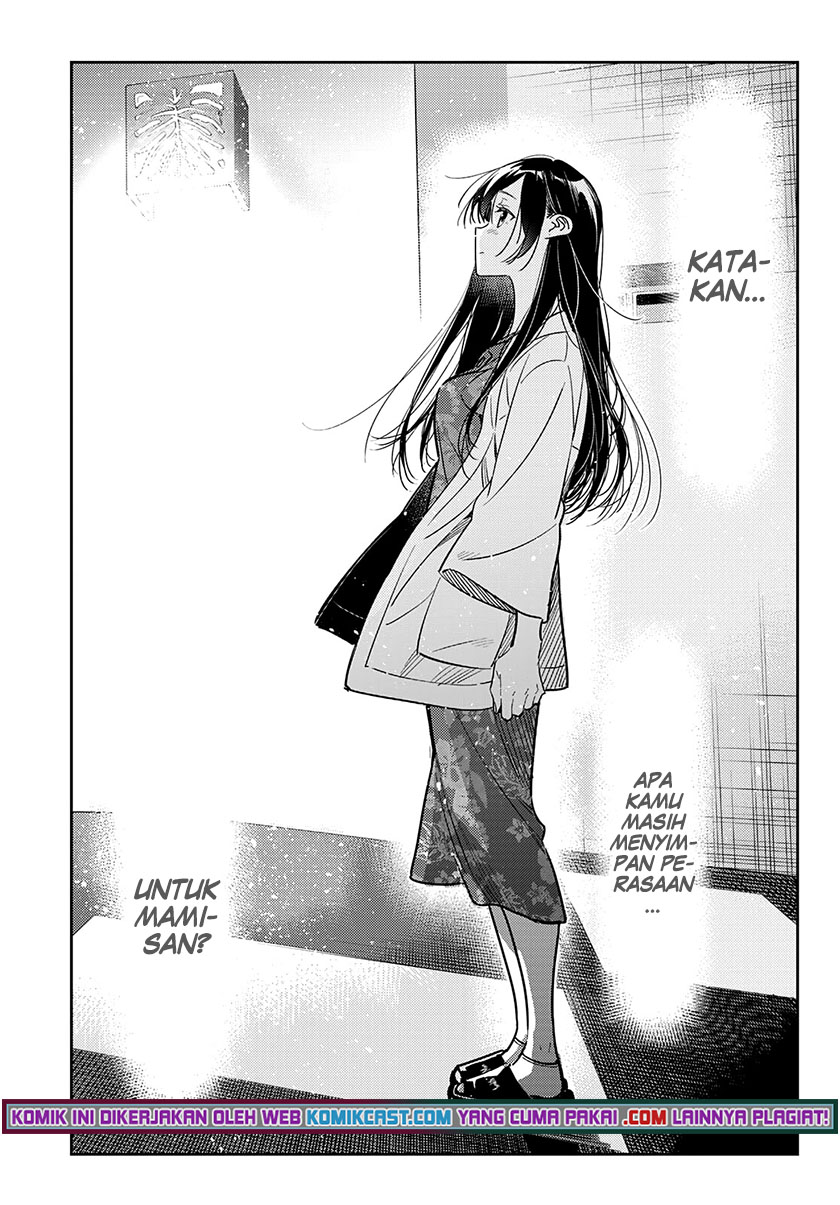 KATA-
KAN...
APA
KAMU
MASIH
MENYIM-
PAN PE-
RASAAN
...
UNTUK
MAMI-
SAN?
KOMIK INI DIKERJAKAN OLEH WEB KOMIKCAST.COM YANG CUMA PAKAI .COM LAINNYA PLAGIAT!